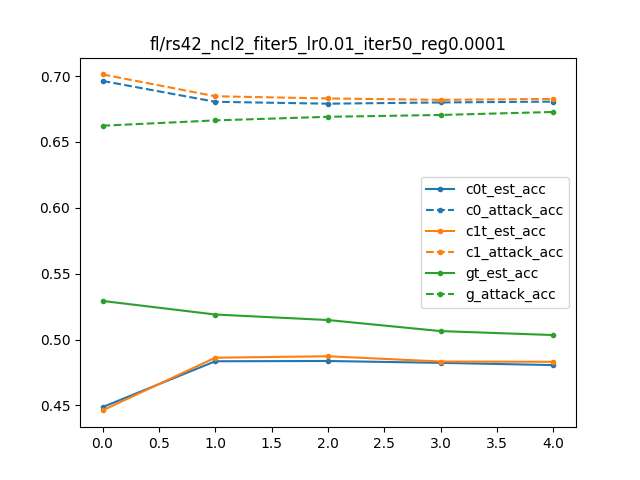 fl/rs42_ncl2_fiter5_lr0.01_iter50_reg0.0001
0.70
0.65
0.60
0.55
0.50
0.45
c0t_est_acc
c0_attack_acc
c1t_est_acc
c1_attack_acc
gt_est_acc
g_attack_acc
0.0 0.5 1.0 1.5 2.0 2.5 3.0 3.5 4.0